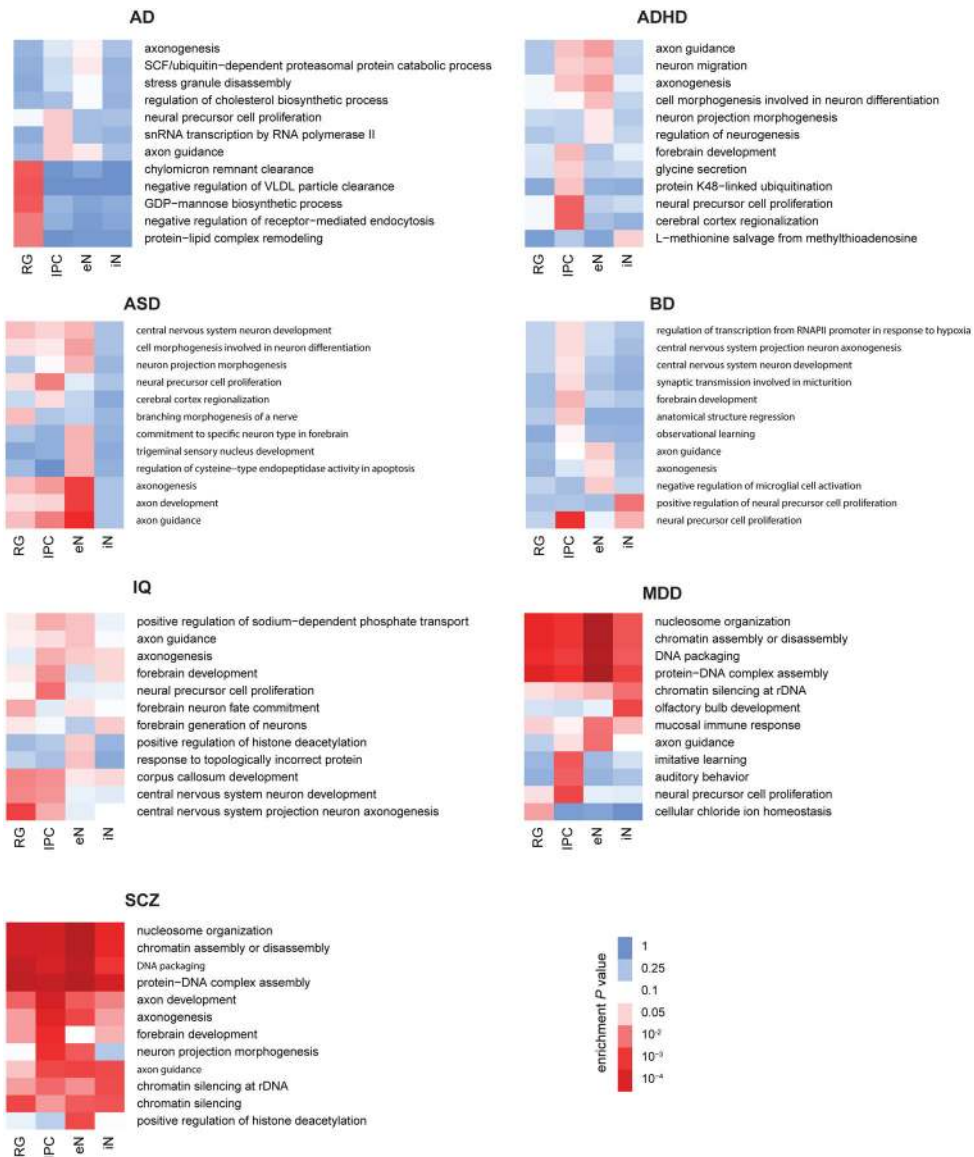 AD
axonogenesis
SCF/ubiquitin−dependent proteasomal protein catabolic process
stress granule disassembly
regulation of cholesterol biosynthetic process
neural precursor cell proliferation
snRNA transcription by RNA polymerase II
axon guidance
chylomicron remnant clearance
negative regulation of VLDL particle clearance
GDP−mannose biosynthetic process
negative regulation of receptor−mediated endocytosis
protein−lipid complex remodeling
RG IPC eN iN
ADHD
axon guidance
neuron migration
axonogenesis
cell morphogenesis involved in neuron differentiation
neuron projection morphogenesis
regulation of neurogenesis
forebrain development
glycine secretion
protein K48−linked ubiquitination
neural precursor cell proliferation
cerebral cortex regionalization
L−methionine salvage from methylthioadenosine
RG IPC eN iN
ASD
central nervous system neuron development
cell morphogenesis involved in neuron differentiation
neuron projection morphogenesis
neural precursor cell proliferation
cerebral cortex regionalization
branching morphogenesis of a nerve
commitment to specific neuron type in forebrain
trigeminal sensory nucleus development
regulation of cysteine−type endopeptidase activity in apoptosis
axonogenesis
axon development
axon guidance
RG IPC eN iN
BD
regulation of transcription from RNAPII promoter in response to hypoxia
central nervous system projection neuron axonogenesis
central nervous system neuron development
synaptic transmission involved in micturition
forebrain development
anatomical structure regression
observational learning
axon guidance
axonogenesis
negative regulation of microglial cell activation
positive regulation of neural precursor cell proliferation
neural precursor cell proliferation
RG IPC eN iN
IQ
positive regulation of sodium−dependent phosphate transport
axon guidance
axonogenesis
forebrain development
neural precursor cell proliferation
forebrain neuron fate commitment
forebrain generation of neurons
positive regulation of histone deacetylation
response to topologically incorrect protein
corpus callosum development
central nervous system neuron development
central nervous system projection neuron axonogenesis
RG IPC eN iN
MDD
nucleosome organization
chromatin assembly or disassembly
DNA packaging
protein−DNA complex assembly
chromatin silencing at rDNA
olfactory bulb development
mucosal immune response
axon guidance
imitative learning
auditory behavior
neural precursor cell proliferation
cellular chloride ion homeostasis
RG IPC eN iN
SCZ
nucleosome organization
chromatin assembly or disassembly
DNA packaging
protein−DNA complex assembly
axon development
axonogenesis
forebrain development
neuron projection morphogenesis
axon guidance
chromatin silencing at rDNA
chromatin silencing
positive regulation of histone deacetylation
RG IPC eN iN
enrichment P value
1
0.25
0.1
0.05
10⁻²
10⁻³
10⁻⁴